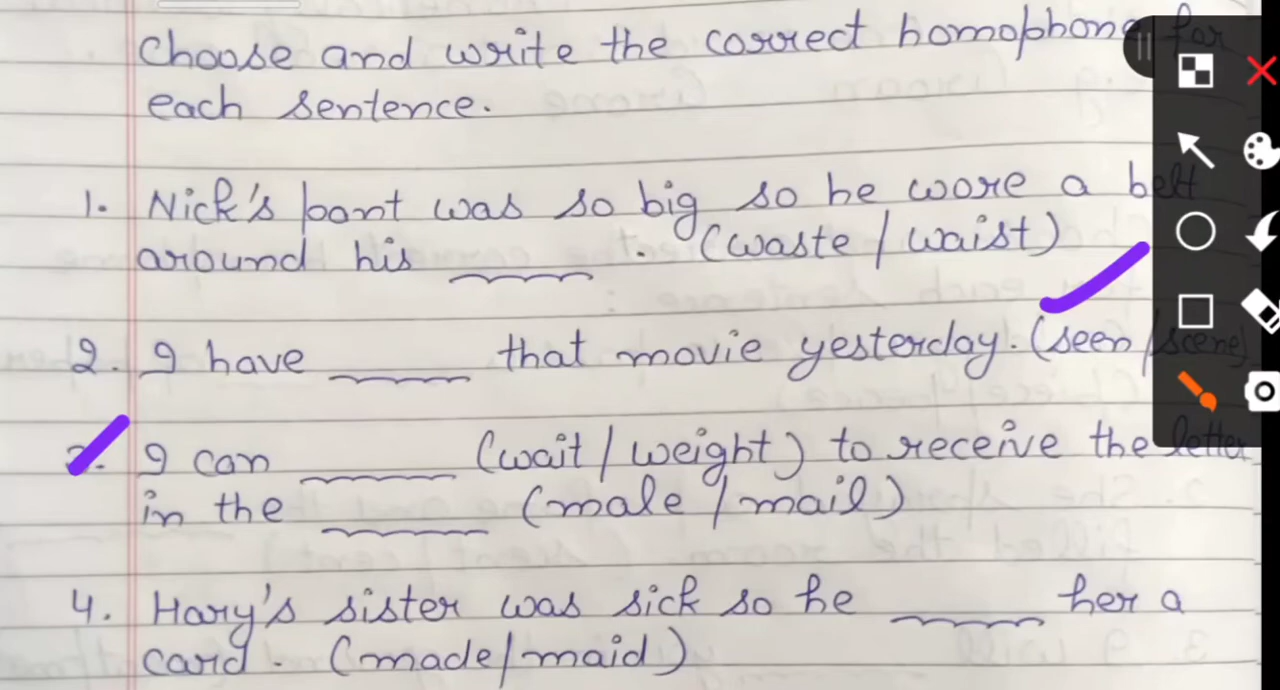 Choose and write the correct homophone for
each sentence.
1. Nick's pant was so big so he wore a belt
around his ____. (waste / waist)
2. I have ____ that movie yesterday. (seen / scene)
3. I can ____ (wait / weight) to receive the letter
in the ____ (male / mail)
4. Hary's sister was sick so he ____ her a
card. (made/maid)